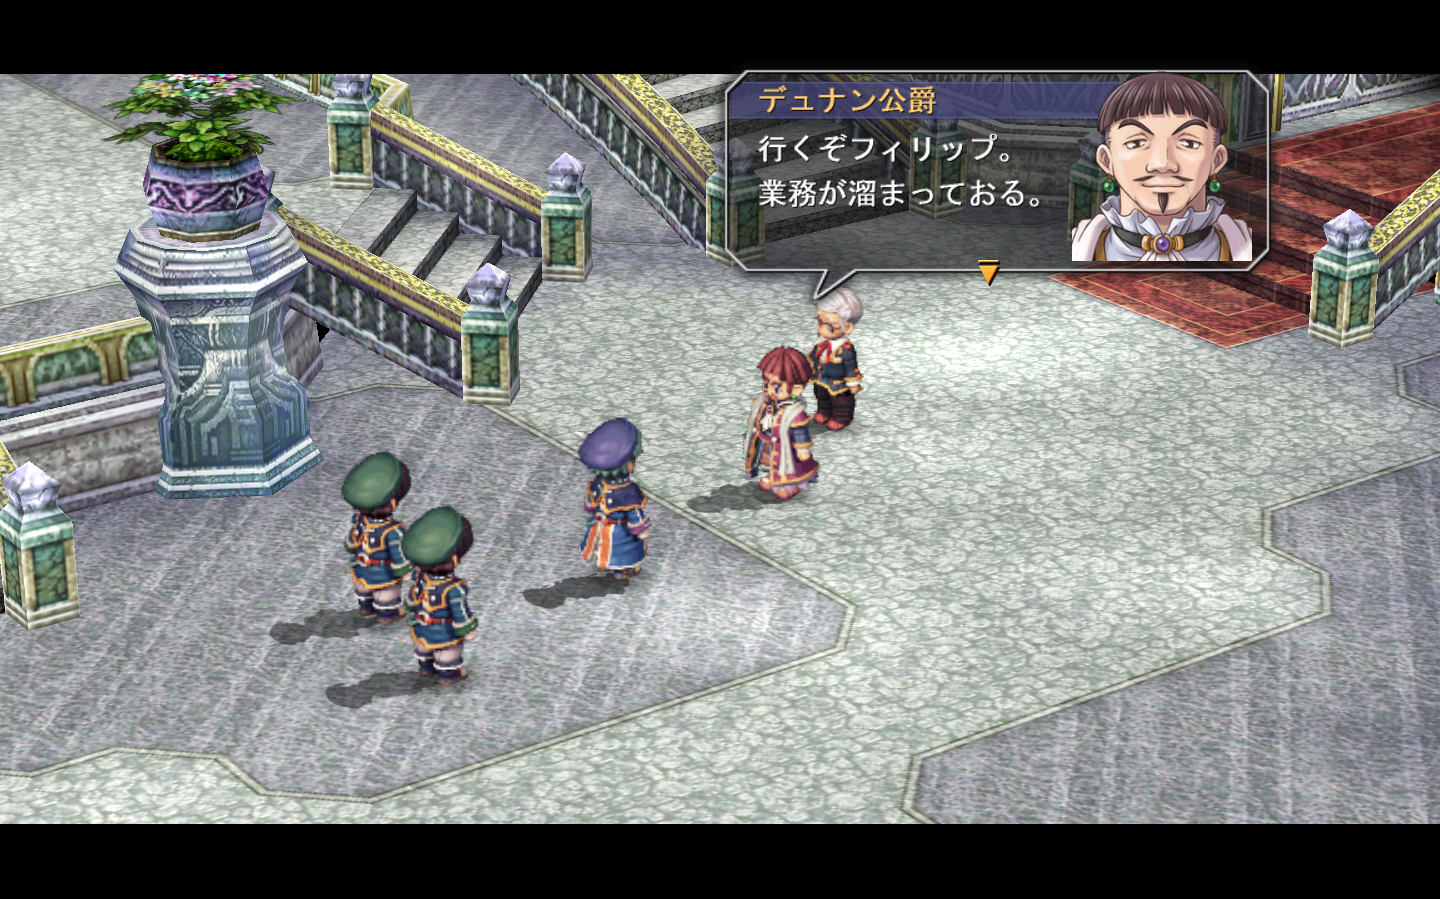 デュナン公爵
行くぞフィリップ。
業務が溜まっておる。